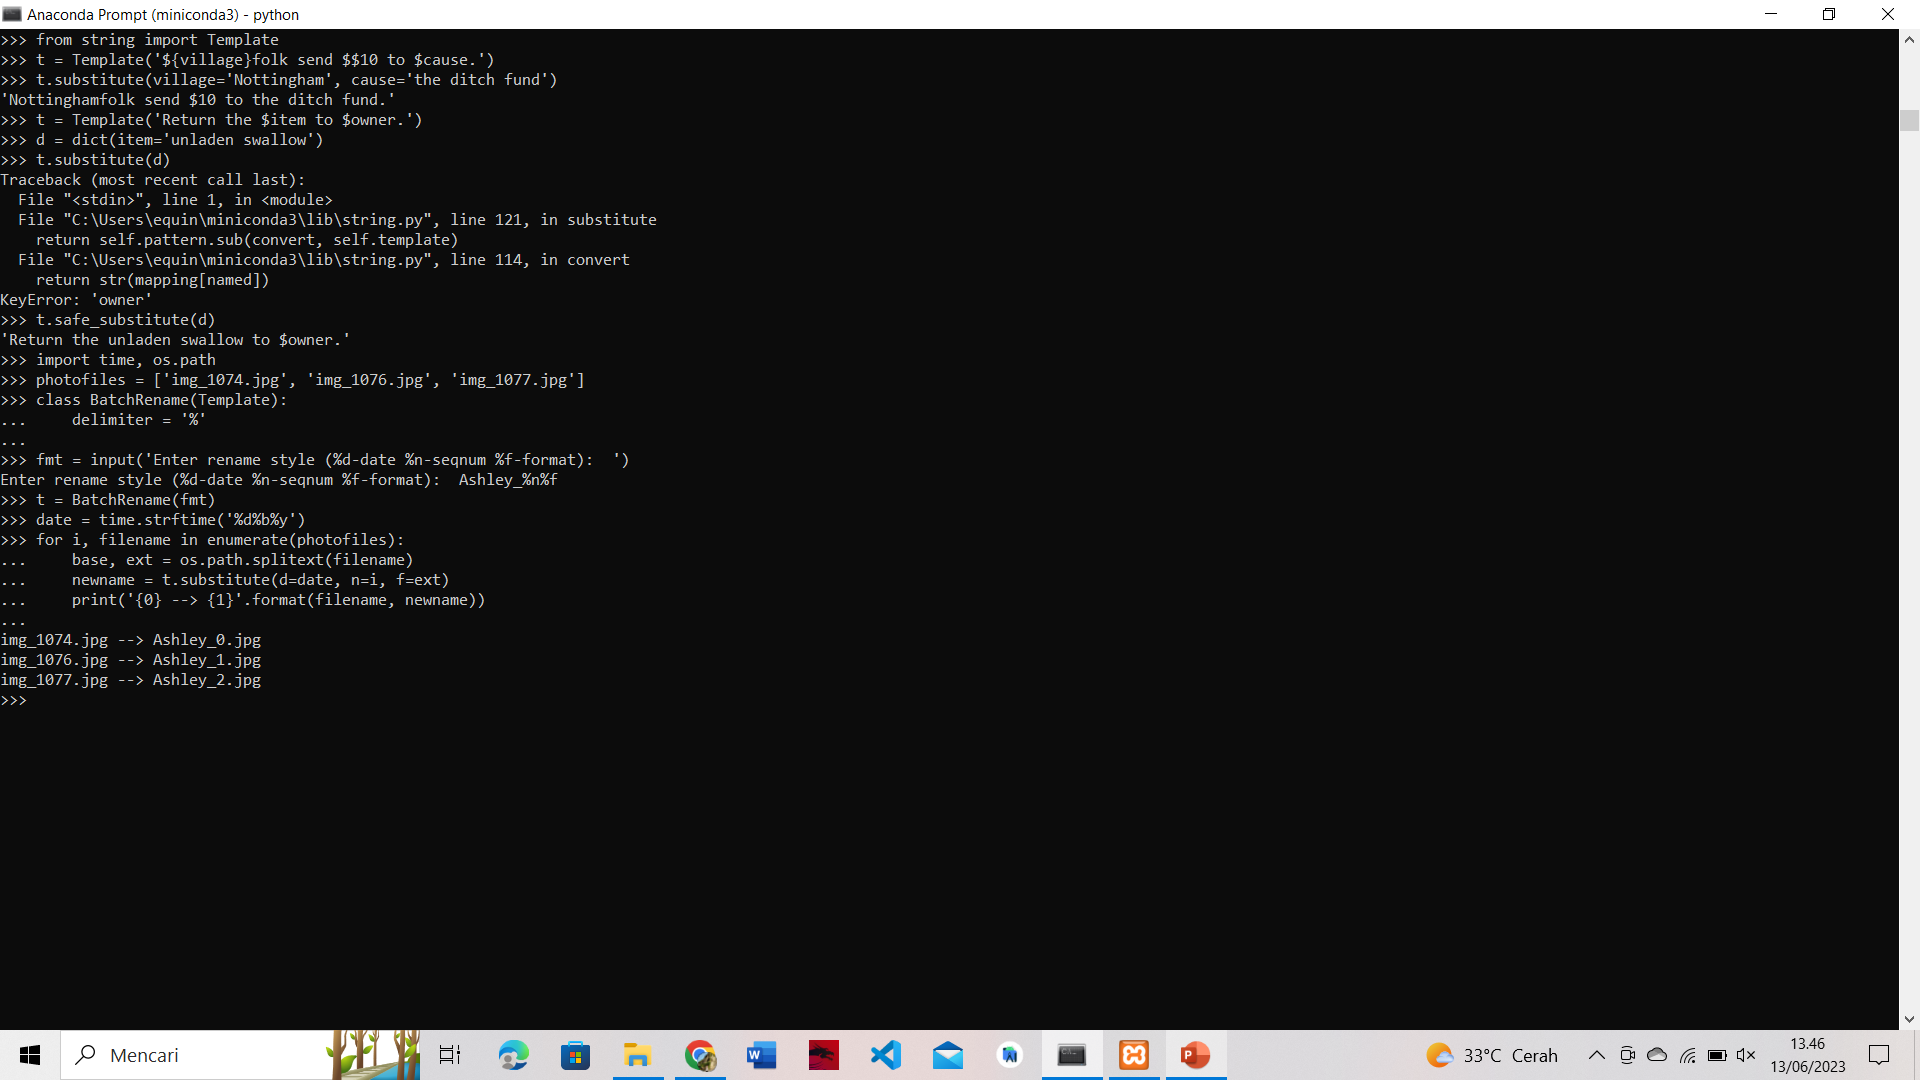 Anaconda Prompt (miniconda3) - python
>>> from string import Template
>>> t = Template('${village}folk send $$10 to $cause.')
>>> t.substitute(village='Nottingham', cause='the ditch fund')
'Nottinghamfolk send $10 to the ditch fund.'
>>> t = Template('Return the $item to $owner.')
>>> d = dict(item='unladen swallow')
>>> t.substitute(d)
Traceback (most recent call last):
  File "<stdin>", line 1, in <module>
  File "C:\Users\equin\miniconda3\lib\string.py", line 121, in substitute
    return self.pattern.sub(convert, self.template)
  File "C:\Users\equin\miniconda3\lib\string.py", line 114, in convert
    return str(mapping[named])
KeyError: 'owner'
>>> t.safe_substitute(d)
'Return the unladen swallow to $owner.'
>>> import time, os.path
>>> photofiles = ['img_1074.jpg', 'img_1076.jpg', 'img_1077.jpg']
>>> class BatchRename(Template):
...     delimiter = '%'
...
>>> fmt = input('Enter rename style (%d-date %n-seqnum %f-format):  ')
Enter rename style (%d-date %n-seqnum %f-format):  Ashley_%n%f
>>> t = BatchRename(fmt)
>>> date = time.strftime('%d%b%y')
>>> for i, filename in enumerate(photofiles):
...     base, ext = os.path.splitext(filename)
...     newname = t.substitute(d=date, n=i, f=ext)
...     print('{0} --> {1}'.format(filename, newname))
...
img_1074.jpg --> Ashley_0.jpg
img_1076.jpg --> Ashley_1.jpg
img_1077.jpg --> Ashley_2.jpg
>>>
Mencari
33°C Cerah
13.46
13/06/2023